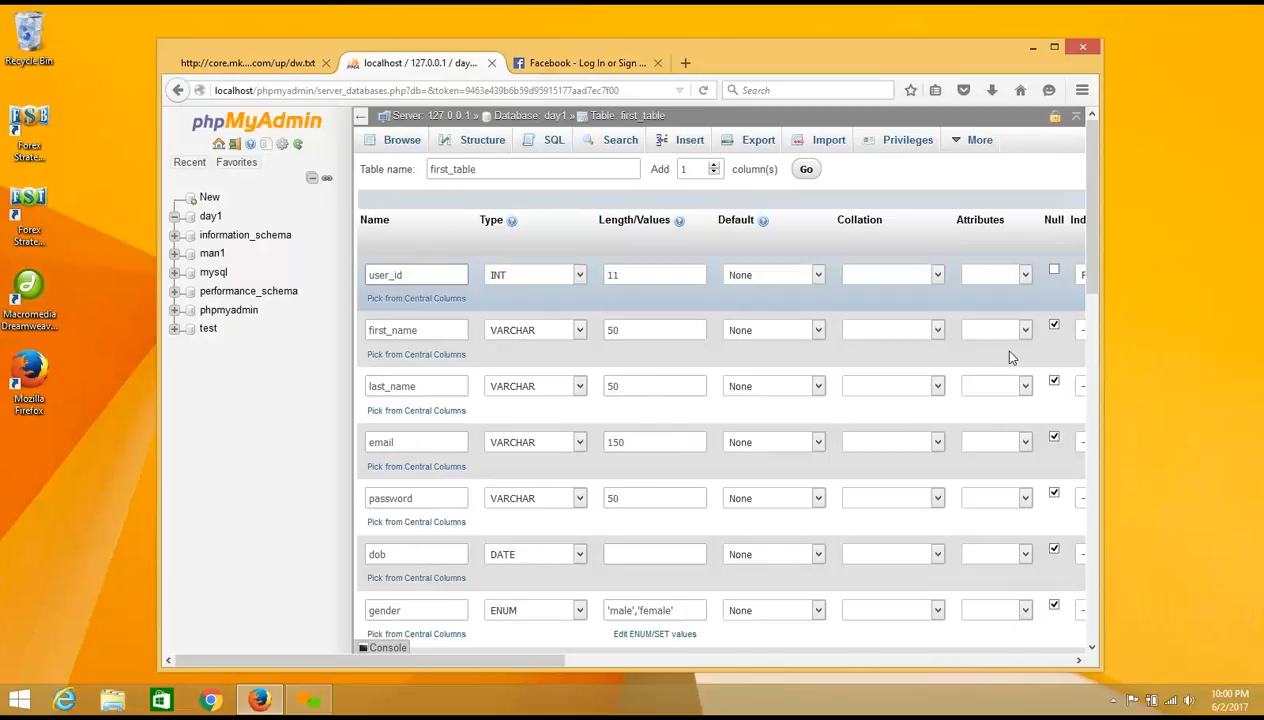 Recycle Bin
Forex
Strate...
Forex
Strate...
Macromedia
Dreamweav...
Mozilla
Firefox
http://core.mk....com/up/dw.txt
localhost / 127.0.0.1 / day...
Facebook - Log In or Sign ...
localhost/phpmyadmin/server_databases.php?db=&token=9463e439b6b59d95915177aad7ec7f00
Search
phpMyAdmin
Recent Favorites
New
day1
information_schema
man1
mysql
performance_schema
phpmyadmin
test
Server: 127.0.0.1 » Database: day1 » Table: first_table
Browse Structure SQL Search Insert Export Import Privileges More
Table name: first_table Add 1 column(s) Go
Name Type Length/Values Default Collation Attributes Null Ind
user_id INT 11 None
Pick from Central Columns
first_name VARCHAR 50 None
Pick from Central Columns
last_name VARCHAR 50 None
Pick from Central Columns
email VARCHAR 150 None
Pick from Central Columns
password VARCHAR 50 None
Pick from Central Columns
dob DATE None
Pick from Central Columns
gender ENUM 'male','female' None
Pick from Central Columns Edit ENUM/SET values
Console
10:00 PM
6/2/2017